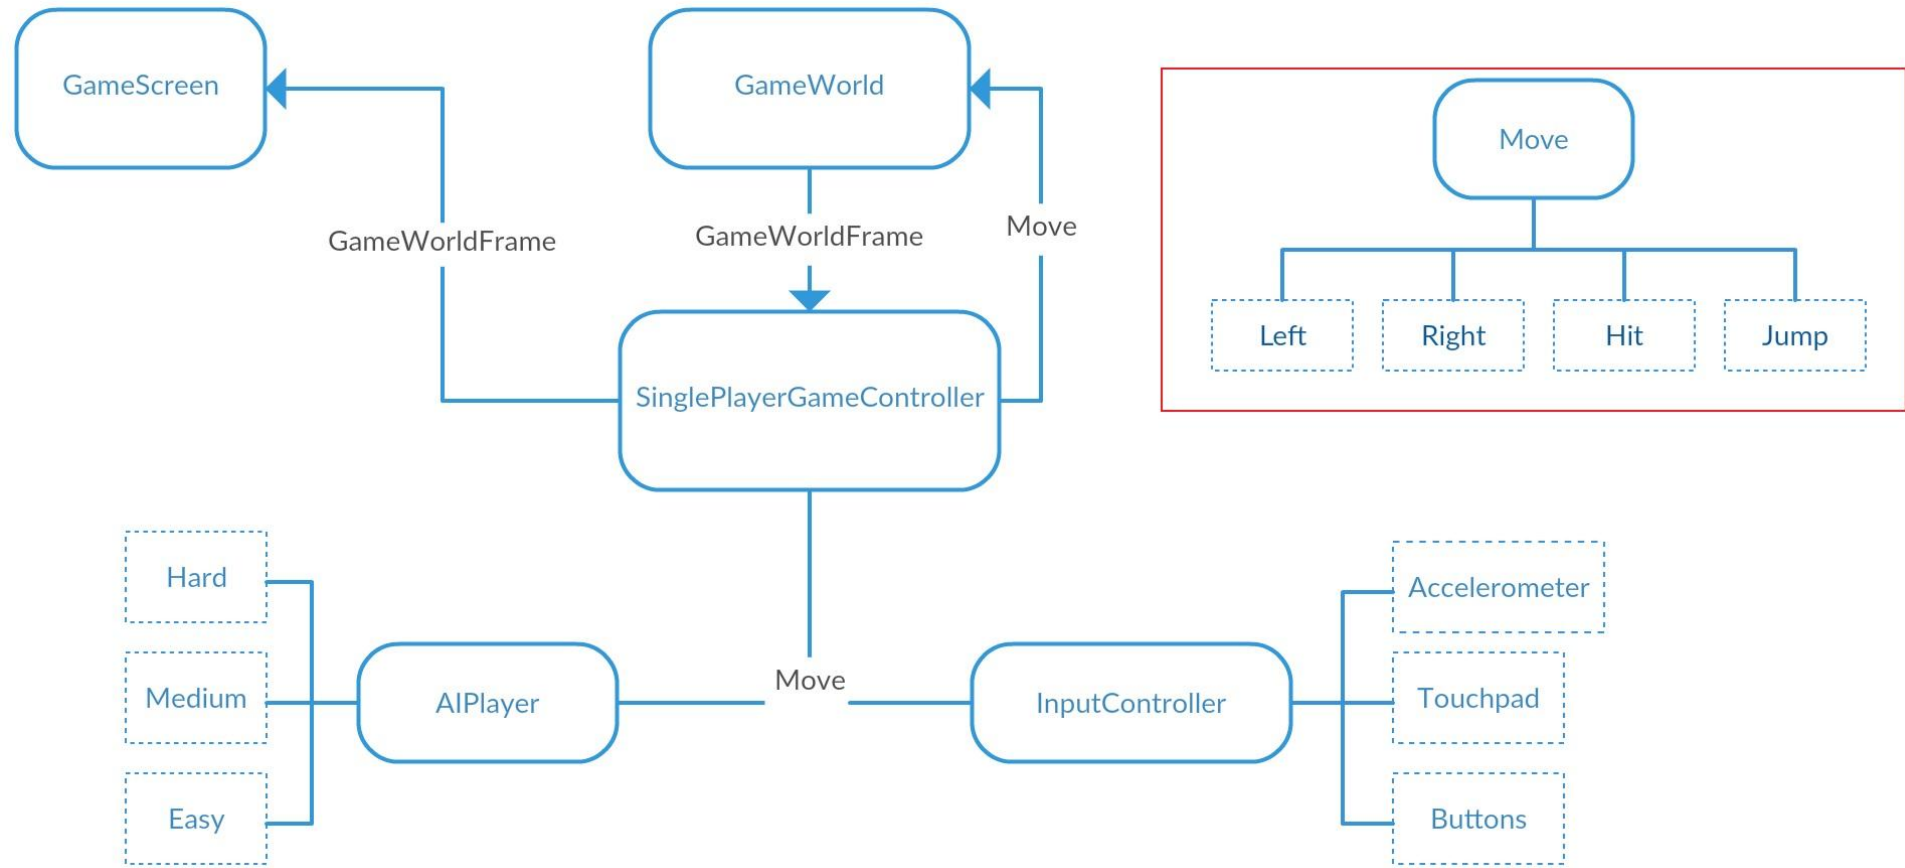 GameScreen
GameWorld
Move
GameWorldFrame
GameWorldFrame
Move
Left
Right
Hit
Jump
SinglePlayerGameController
Hard
Medium
Easy
AIPlayer
Move
InputController
Accelerometer
Touchpad
Buttons